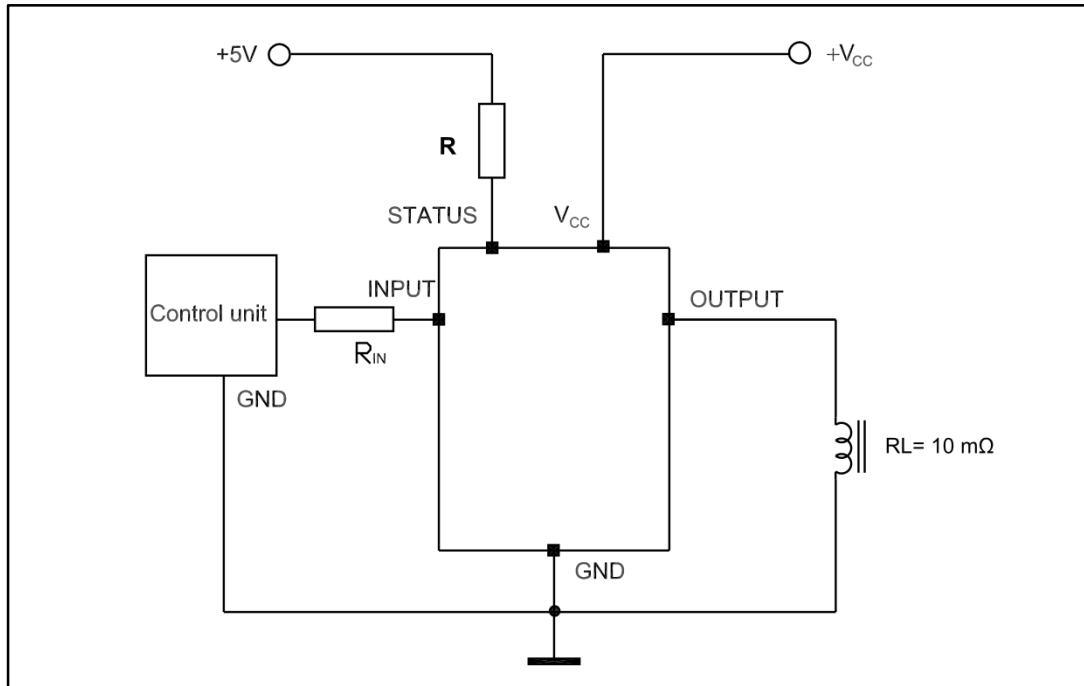 +5V
+VCC
R
STATUS
VCC
INPUT
OUTPUT
Control unit
RIN
GND
RL= 10 mΩ
GND